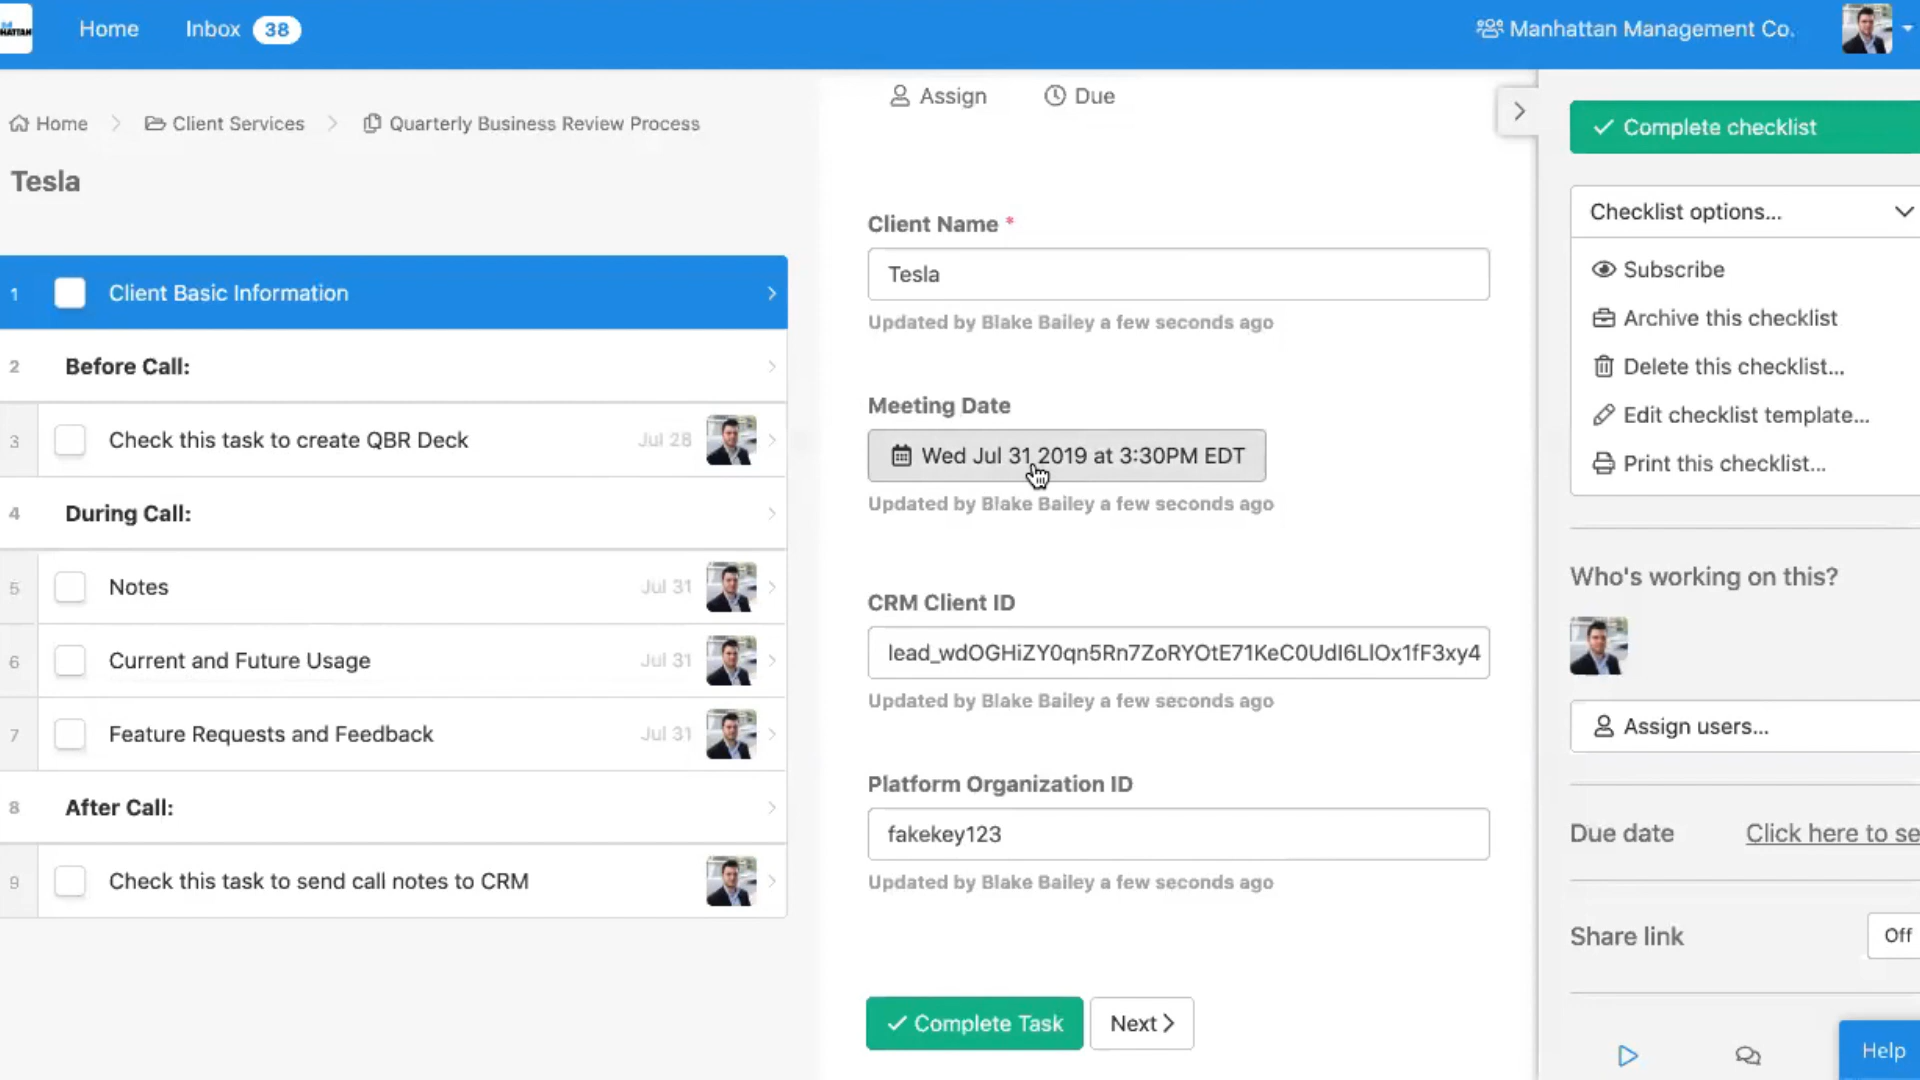 HATTAN
Home
Inbox 38
Manhattan Management Co.
Home
Client Services
Quarterly Business Review Process
Tesla
1 Client Basic Information
2 Before Call:
3 Check this task to create QBR Deck Jul 28
4 During Call:
5 Notes Jul 31
6 Current and Future Usage Jul 31
7 Feature Requests and Feedback Jul 31
8 After Call:
9 Check this task to send call notes to CRM
Assign
Due
Client Name *
Tesla
Updated by Blake Bailey a few seconds ago
Meeting Date
Wed Jul 31 2019 at 3:30PM EDT
Updated by Blake Bailey a few seconds ago
CRM Client ID
lead_wdOGHiZY0qn5Rn7ZoRYOtE71KeC0UdI6LlOx1fF3xy4
Updated by Blake Bailey a few seconds ago
Platform Organization ID
fakekey123
Updated by Blake Bailey a few seconds ago
Complete Task
Next
Complete checklist
Checklist options...
Subscribe
Archive this checklist
Delete this checklist...
Edit checklist template...
Print this checklist...
Who's working on this?
Assign users...
Due date Click here to se
Share link Off
Help